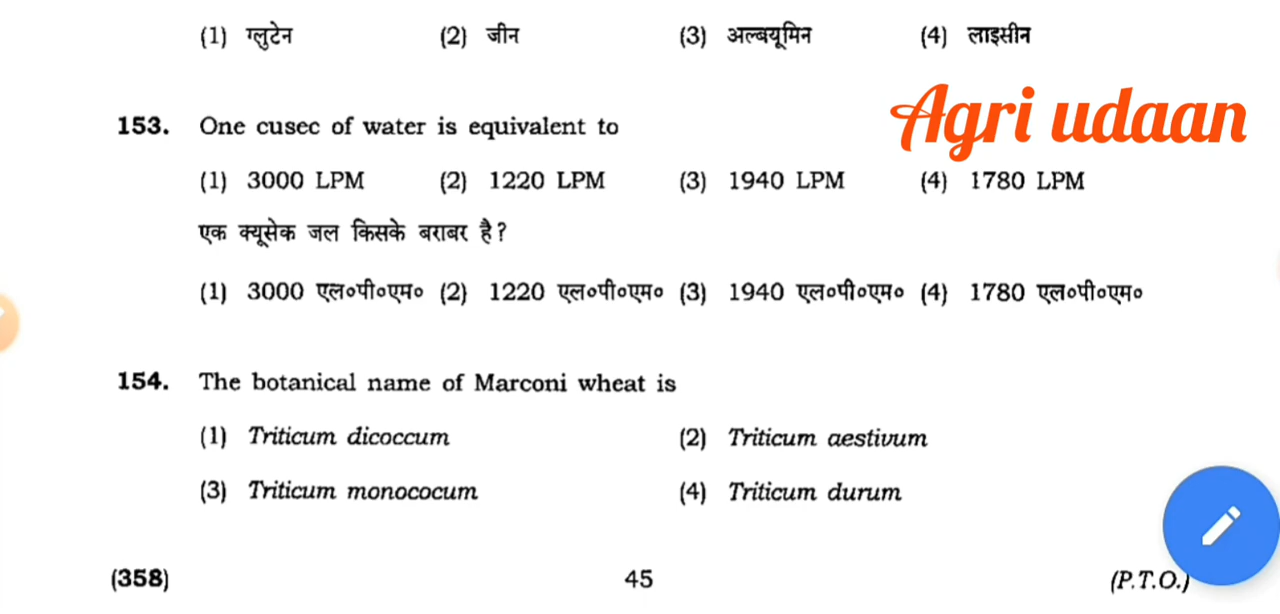 (1) ग्लुटेन (2) जीन (3) अल्बयूमिन (4) लाइसीन
Agri udaan
153. One cusec of water is equivalent to
(1) 3000 LPM (2) 1220 LPM (3) 1940 LPM (4) 1780 LPM
एक क्यूसेक जल किसके बराबर है?
(1) 3000 एल०पी०एम० (2) 1220 एल०पी०एम० (3) 1940 एल०पी०एम० (4) 1780 एल०पी०एम०
154. The botanical name of Marconi wheat is
(1) Triticum dicoccum (2) Triticum aestivum
(3) Triticum monococum (4) Triticum durum
(358) 45 (P.T.O.)